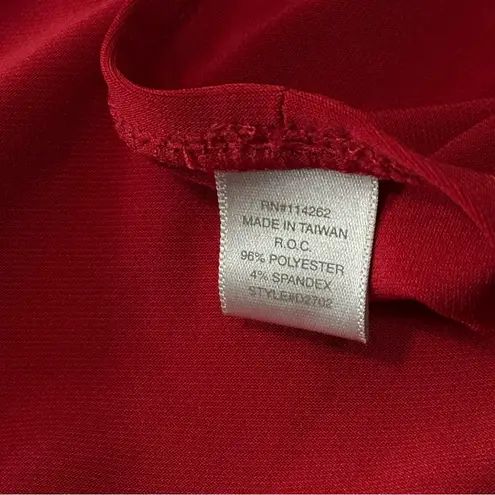 RN#114262
MADE IN TAIWAN
R.O.C.
96% POLYESTER
4% SPANDEX
STYLE#D2702